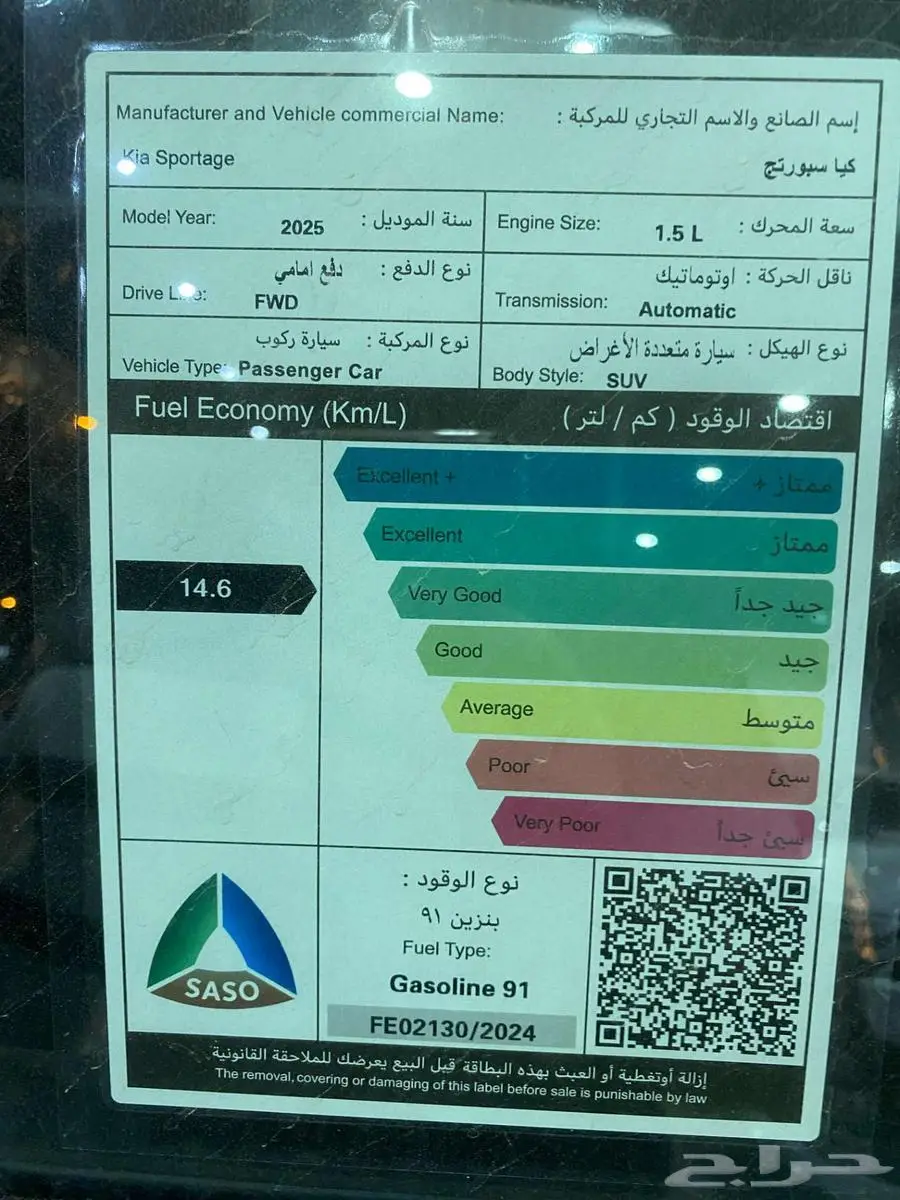 Manufacturer and Vehicle commercial Name: إسم الصانع والاسم التجاري للمركبة :
Kia Sportage كيا سبورتج
Model Year: 2025 سنة الموديل :
Engine Size: 1.5 L سعة المحرك :
نوع الدفع : دفع امامي
Drive Line: FWD
ناقل الحركة : اوتوماتيك
Transmission: Automatic
نوع المركبة : سيارة ركوب
Vehicle Type: Passenger Car
نوع الهيكل : سيارة متعددة الأغراض
Body Style: SUV
Fuel Economy (Km/L) اقتصاد الوقود ( كم / لتر )
Excellent + ممتاز +
Excellent ممتاز
14.6
Very Good جيد جداً
Good جيد
Average متوسط
Poor سيئ
Very Poor سيئ جداً
SASO
نوع الوقود :
بنزين ٩١
Fuel Type:
Gasoline 91
FE02130/2024
إزالة أوتغطية أو العبث بهذه البطاقة قبل البيع يعرضك للملاحقة القانونية
The removal, covering or damaging of this label before sale is punishable by law
حراج